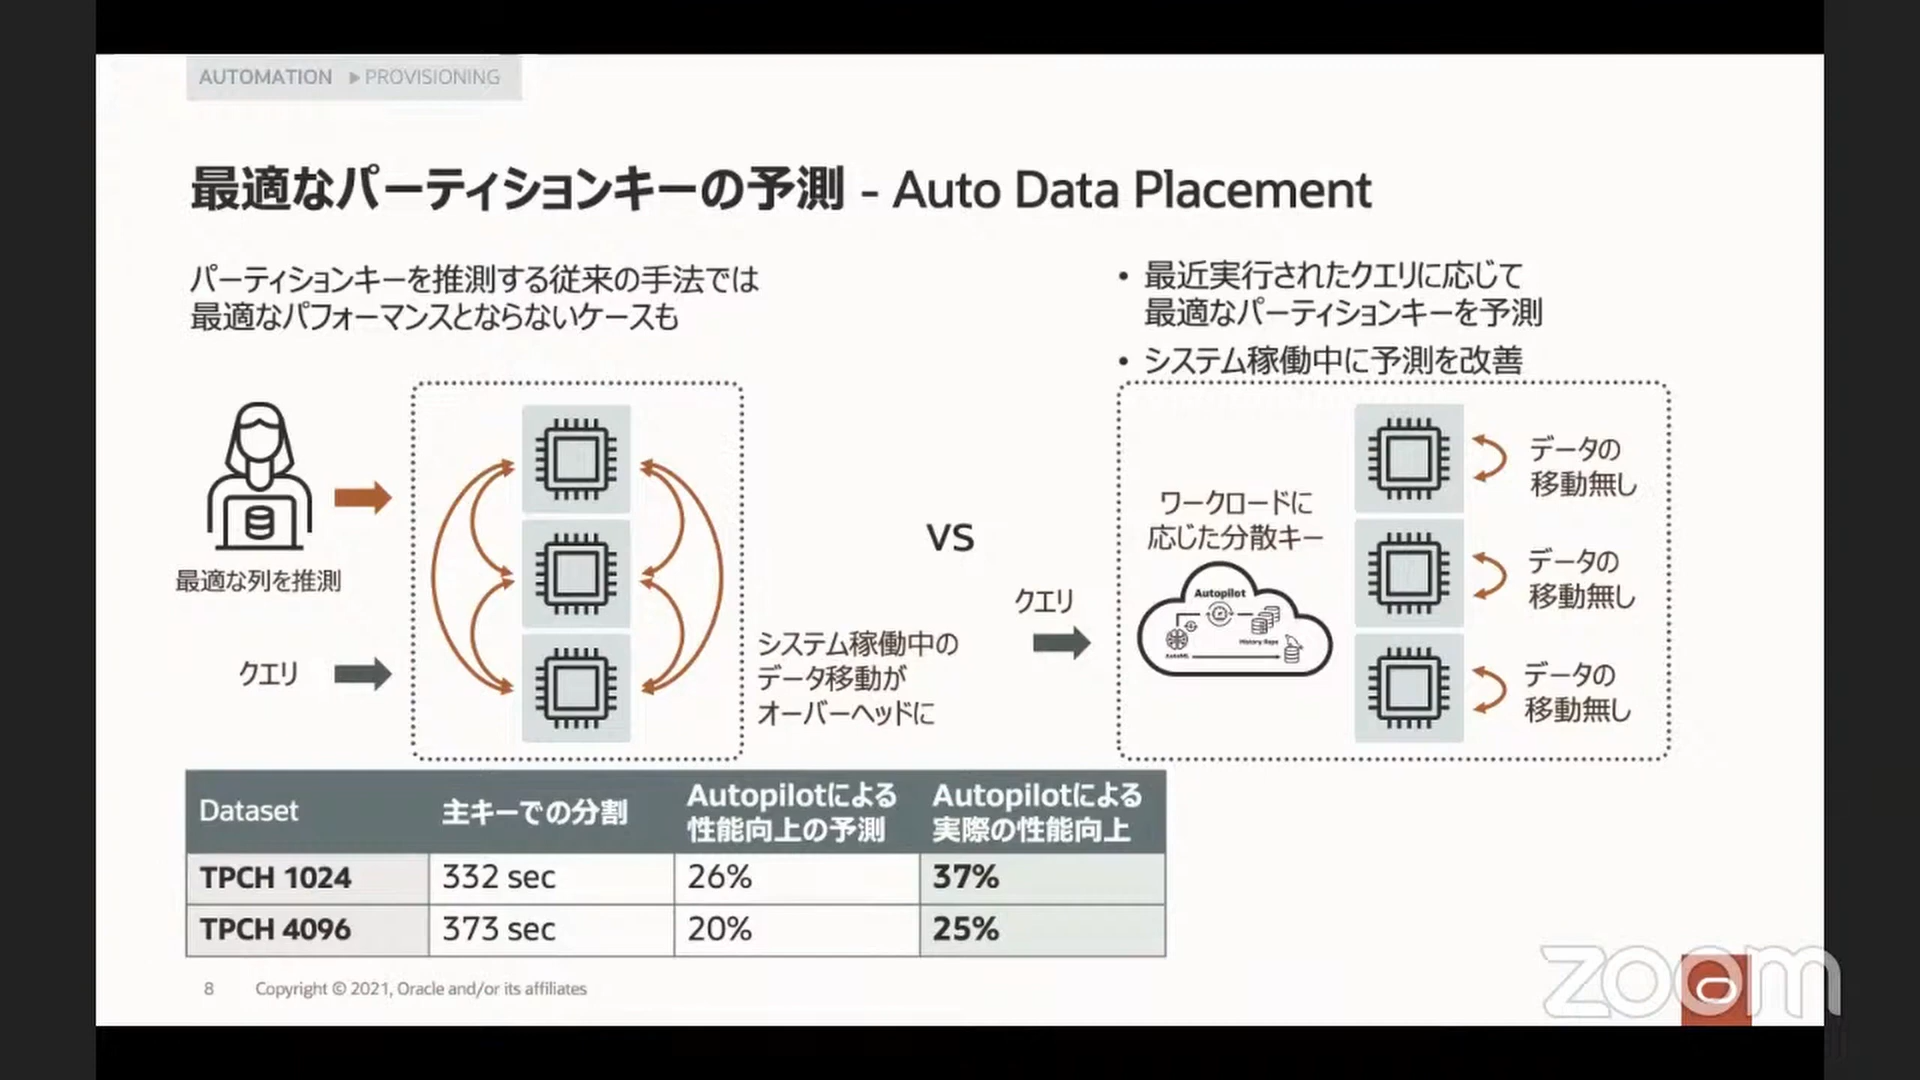 AUTOMATION ▶ PROVISIONING
最適なパーティションキーの予測 - Auto Data Placement
パーティションキーを推測する従来の手法では
最適なパフォーマンスとならないケースも
• 最近実行されたクエリに応じて
最適なパーティションキーを予測
• システム稼働中に予測を改善
最適な列を推測
クエリ
システム稼働中の
データ移動が
オーバーヘッドに
vs
クエリ
ワークロードに
応じた分散キー
Autopilot
History Repo
AutoML
データの
移動無し
データの
移動無し
データの
移動無し
Dataset 主キーでの分割 Autopilotによる性能向上の予測 Autopilotによる実際の性能向上
TPCH 1024 332 sec 26% 37%
TPCH 4096 373 sec 20% 25%
8 Copyright © 2021, Oracle and/or its affiliates
zoom